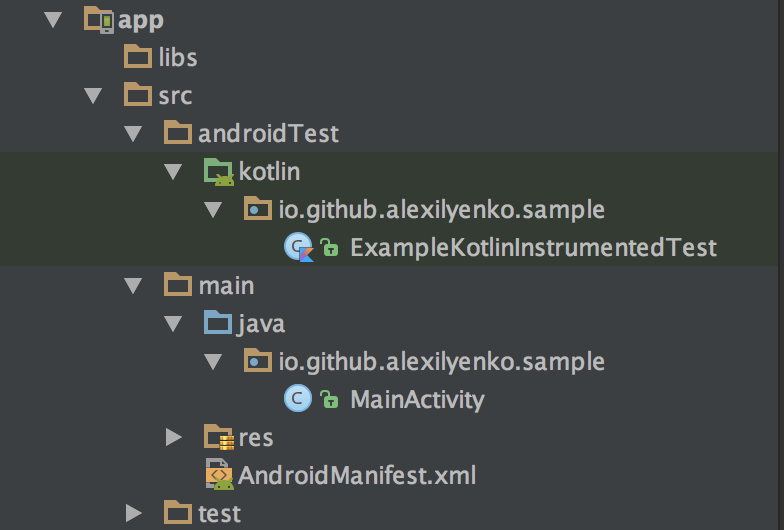 app
libs
src
androidTest
kotlin
io.github.alexilyenko.sample
ExampleKotlinInstrumentedTest
main
java
io.github.alexilyenko.sample
MainActivity
res
AndroidManifest.xml
test